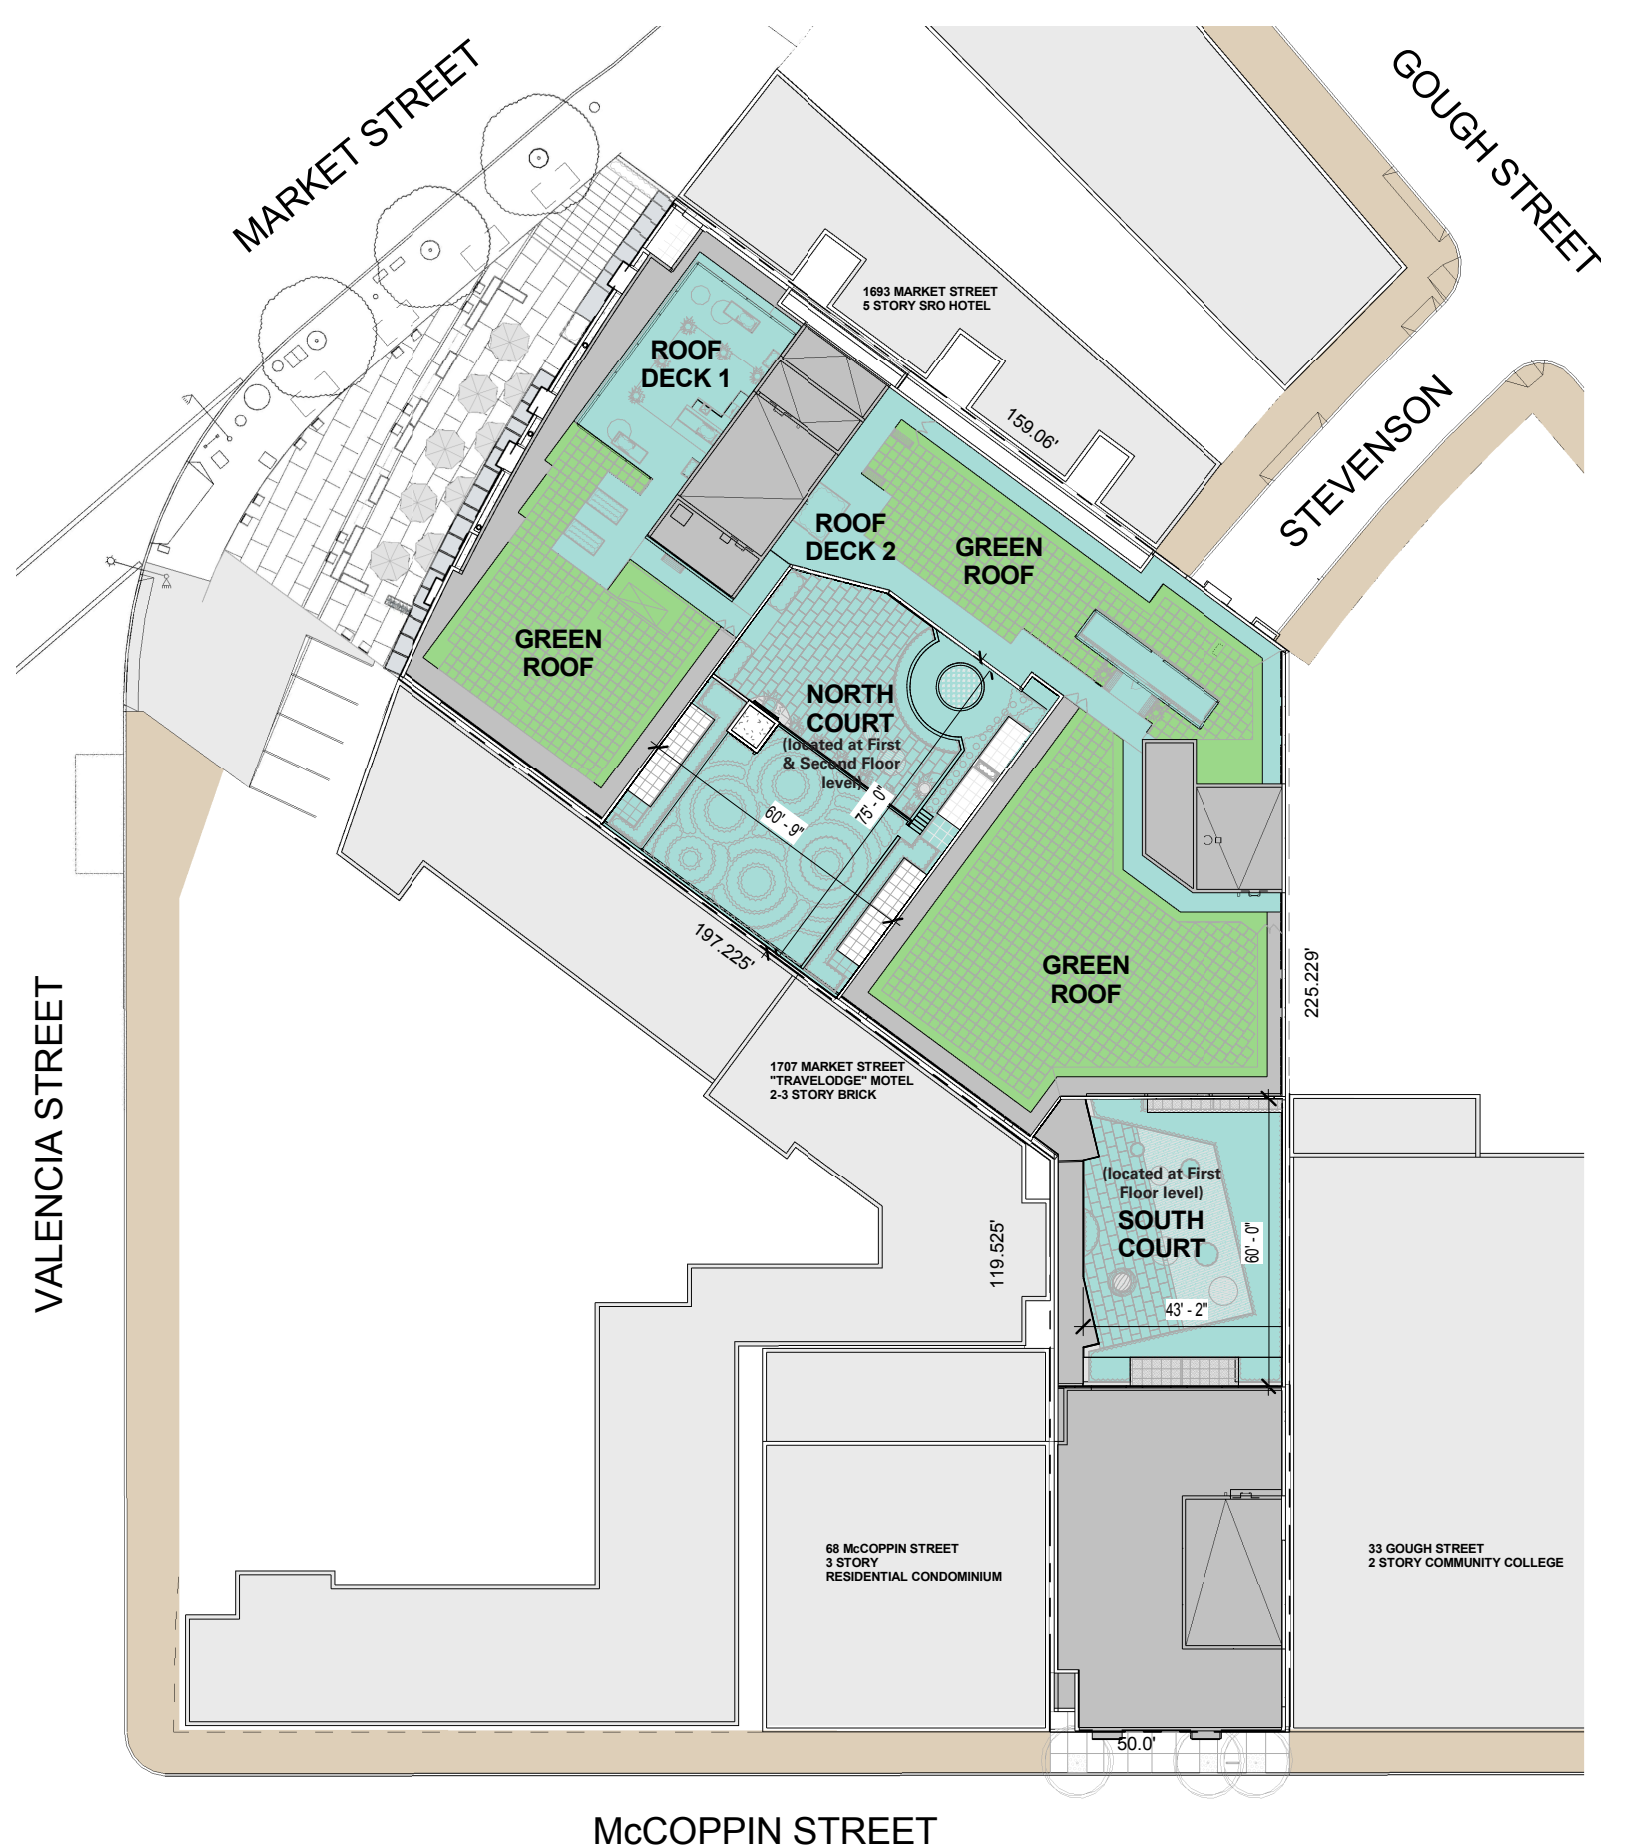 MARKET STREET
GOUGH STREET
1693 MARKET STREET
5 STORY SRO HOTEL
ROOF
DECK 1
159.06'
STEVENSON
ROOF
DECK 2
GREEN
ROOF
GREEN
ROOF
NORTH
COURT
(located at First
& Second Floor
level)
75' - 0"
60' - 9"
197.225'
GREEN
ROOF
225.229'
VALENCIA STREET
1707 MARKET STREET
"TRAVELODGE" MOTEL
2-3 STORY BRICK
(located at First
Floor level)
SOUTH
COURT
60' - 0"
119.525'
43' - 2"
68 McCOPPIN STREET
3 STORY
RESIDENTIAL CONDOMINIUM
33 GOUGH STREET
2 STORY COMMUNITY COLLEGE
50.0'
McCOPPIN STREET